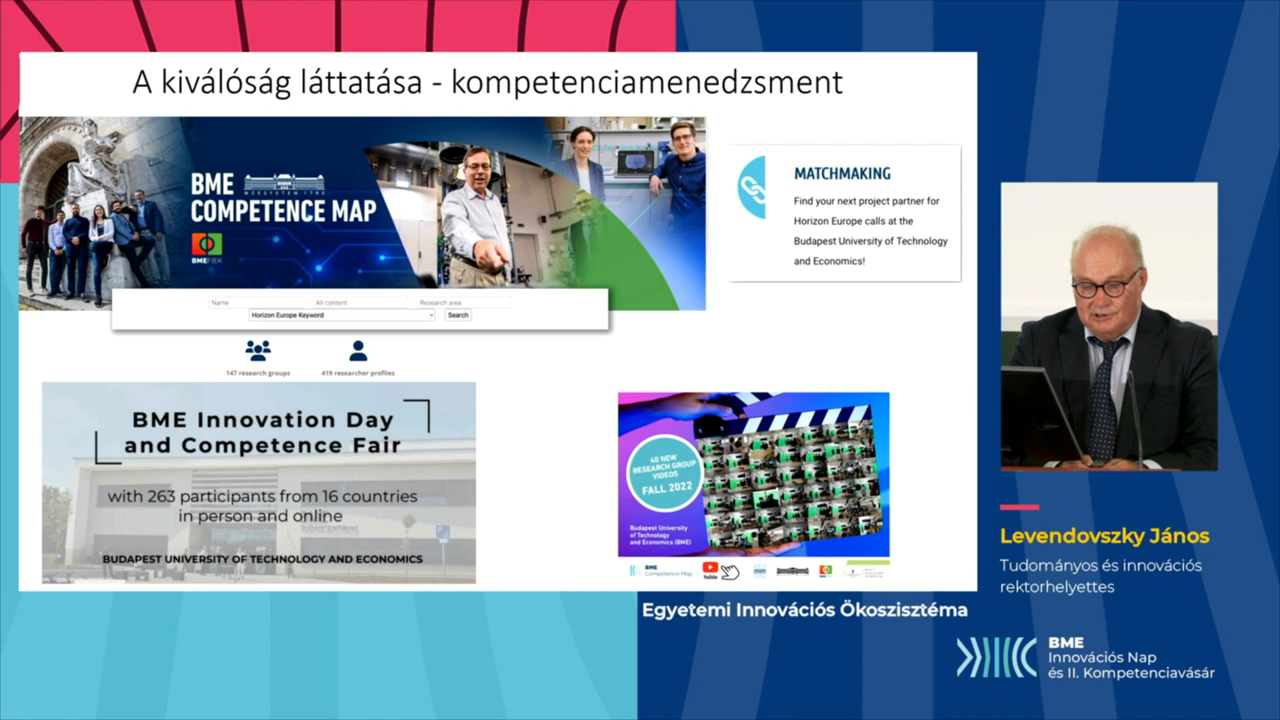 A kiválóság láttatása - kompetenciamenedzsment
BME
MŰEGYETEM 1782
COMPETENCE MAP
BMEFIEK
MATCHMAKING
Find your next project partner for
Horizon Europe calls at the
Budapest University of Technology
and Economics!
Name All content Research area
Horizon Europe Keyword Search
147 research groups 419 researcher profiles
BME Innovation Day
and Competence Fair
with 263 participants from 16 countries
in person and online
BUDAPEST UNIVERSITY OF TECHNOLOGY AND ECONOMICS
40 NEW
RESEARCH GROUP
VIDEOS
FALL 2022
Budapest University
of Technology
and Economics (BME)
BME
Competence Map
YouTube
Levendovszky János
Tudományos és innovációs
rektorhelyettes
Egyetemi Innovációs Ökoszisztéma
BME
Innovációs Nap
és II. Kompetenciavásár